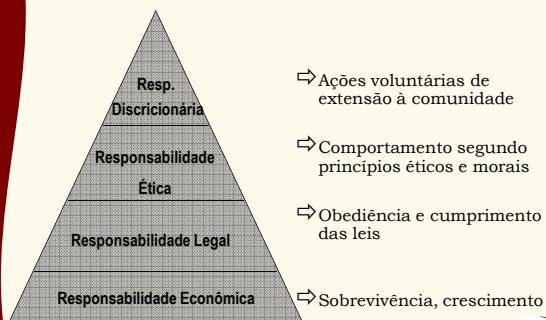 Resp.
Discricionária
Responsabilidade
Ética
Responsabilidade Legal
Responsabilidade Econômica
⇨Ações voluntárias de
extensão à comunidade
⇨Comportamento segundo
princípios éticos e morais
⇨Obediência e cumprimento
das leis
⇨Sobrevivência, crescimento